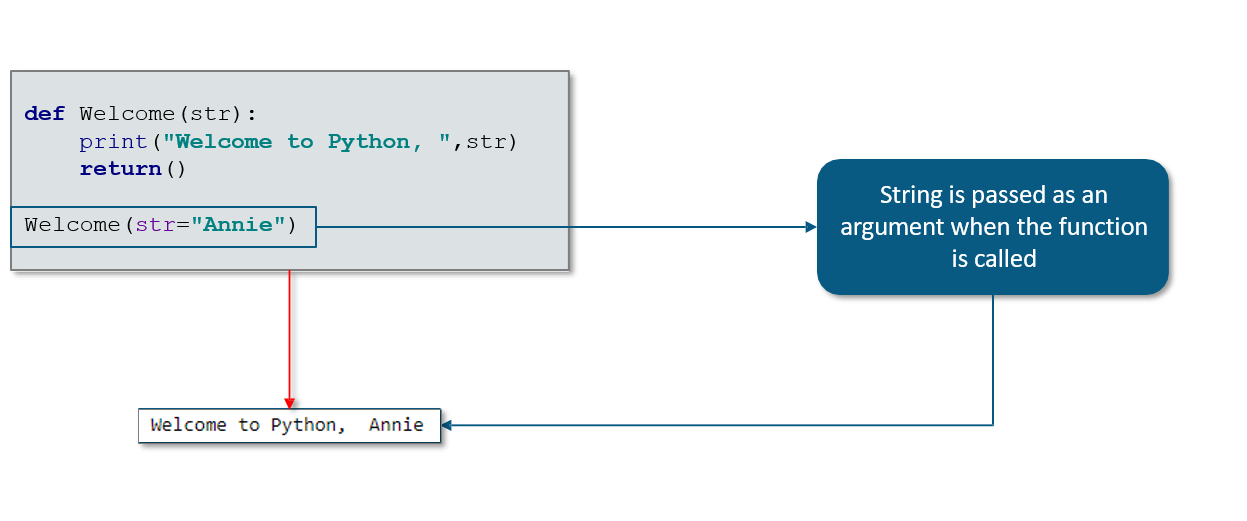 def Welcome(str):
    print("Welcome to Python, ",str)
    return()
Welcome(str="Annie")
String is passed as an
argument when the function
is called
Welcome to Python,  Annie